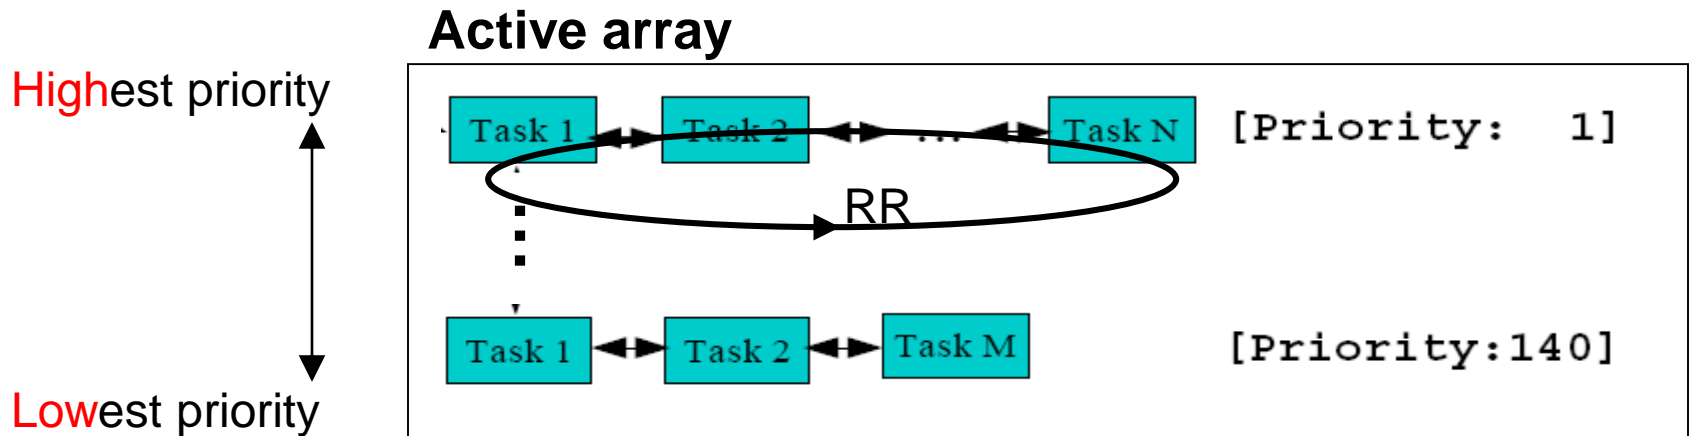 Active array
Highest priority
Task 1 Task 2 ... Task N [Priority: 1]
RR
Task 1 Task 2 Task M [Priority:140]
Lowest priority